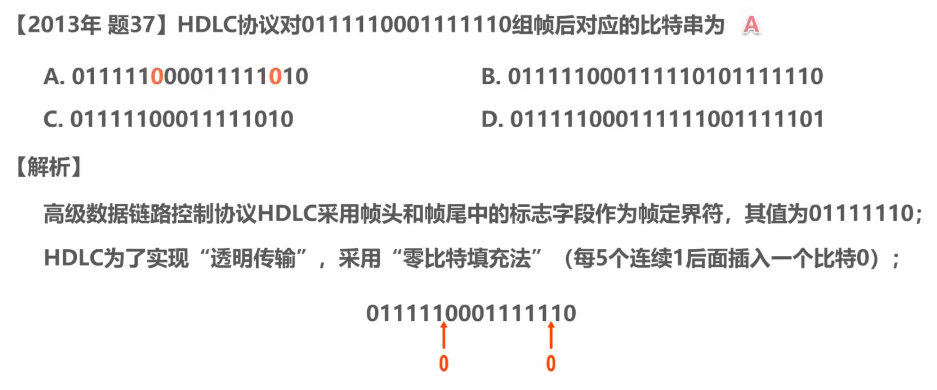 【2013年 题37】HDLC协议对0111110001111110组帧后对应的比特串为 A
A. 011111000011111010 B. 011111000111110101111110
C. 01111100011111010 D. 011111000111111001111101
【解析】
高级数据链路控制协议HDLC采用帧头和帧尾中的标志字段作为帧定界符，其值为01111110；
HDLC为了实现“透明传输”，采用“零比特填充法”（每5个连续1后面插入一个比特0）；
0111110001111110
0 0